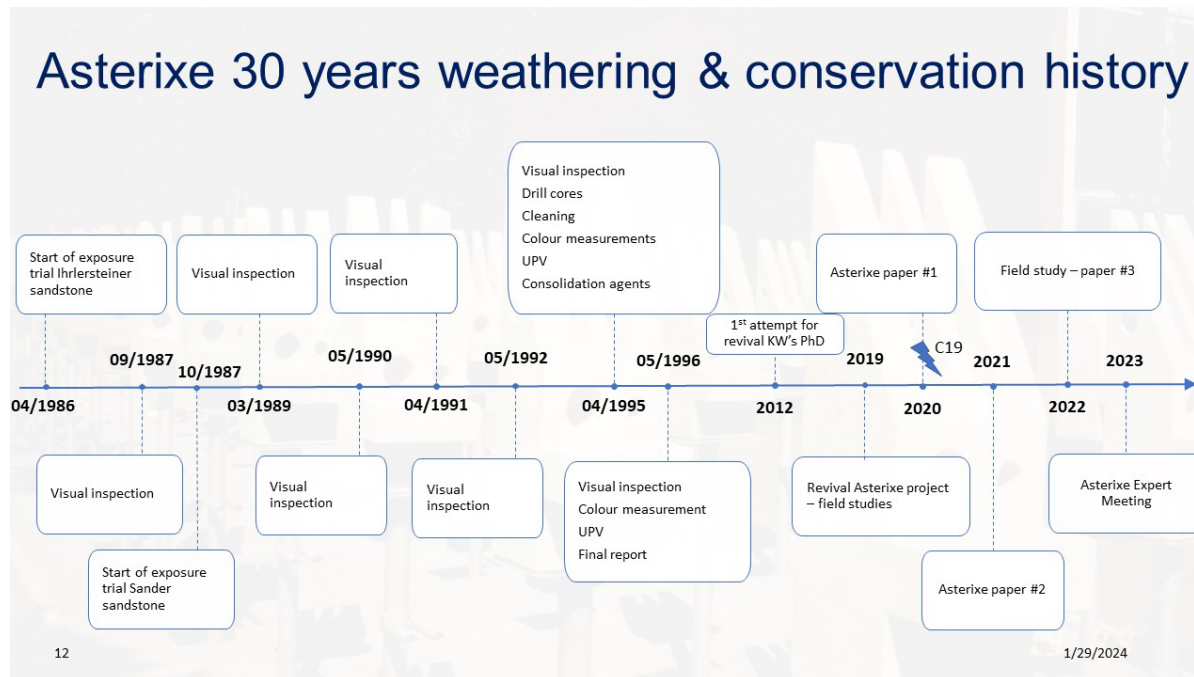 Asterixe 30 years weathering & conservation history
Visual inspection
Drill cores
Cleaning
Colour measurements
UPV
Consolidation agents
Start of exposure
trial Ihrlersteiner
sandstone
Visual inspection
Visual
inspection
Asterixe paper #1
Field study – paper #3
1st attempt for
revival KW's PhD
09/1987
10/1987
05/1990
05/1992
05/1996
2019
C19
2021
2023
04/1986
03/1989
04/1991
04/1995
2012
2020
2022
Visual inspection
Visual
inspection
Visual
inspection
Visual inspection
Colour measurement
UPV
Final report
Revival Asterixe project
– field studies
Asterixe Expert
Meeting
Start of exposure
trial Sander
sandstone
Asterixe paper #2
12
1/29/2024